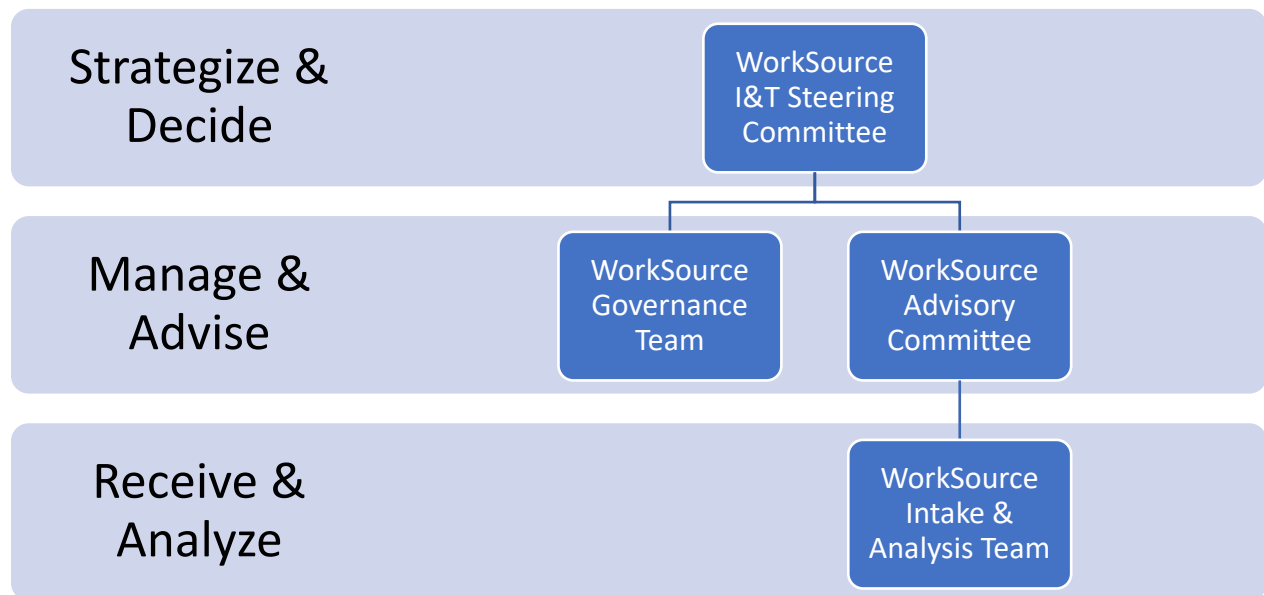 Strategize &
Decide
WorkSource
I&T Steering
Committee
Manage &
Advise
WorkSource
Governance
Team
WorkSource
Advisory
Committee
Receive &
Analyze
WorkSource
Intake &
Analysis Team